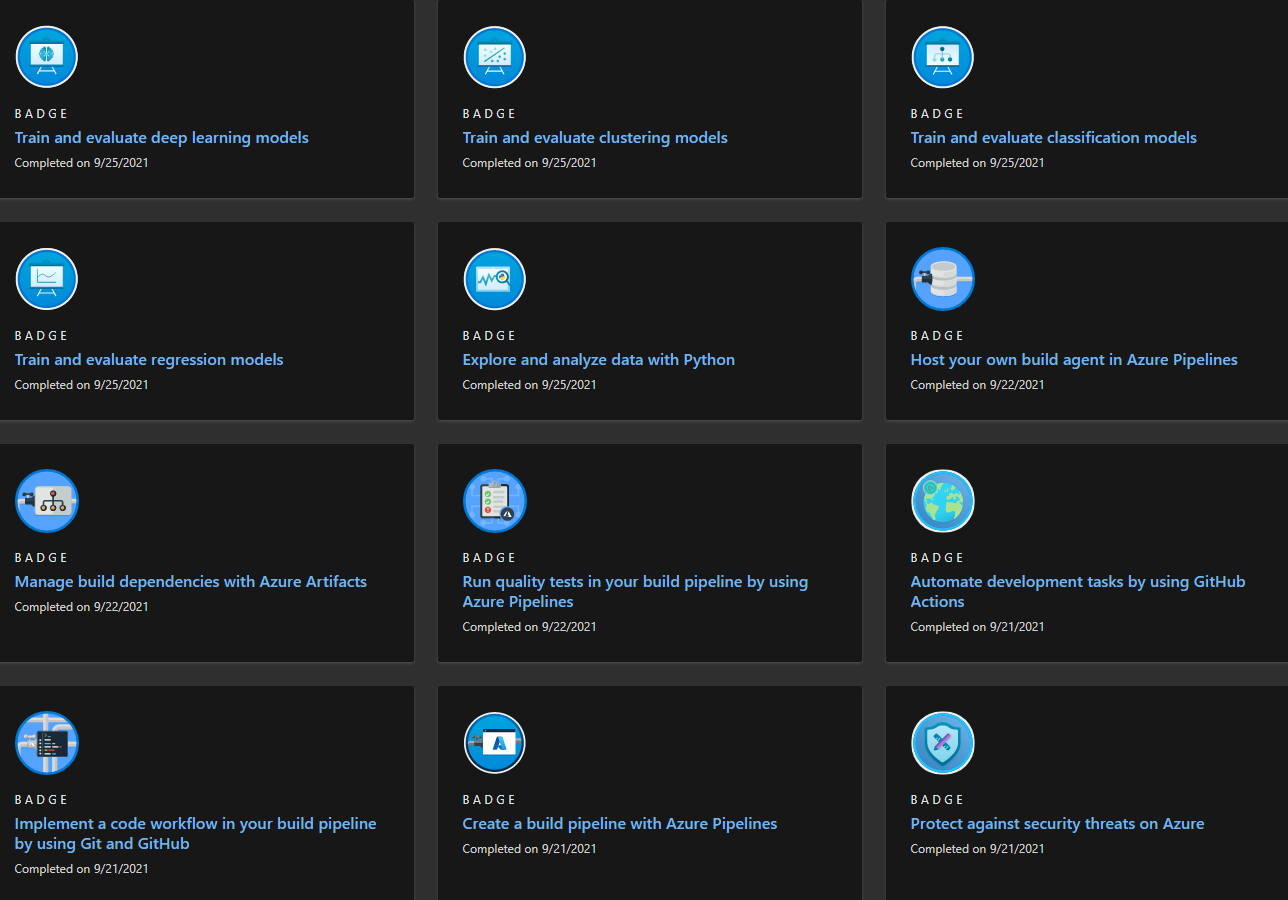 BADGE
Train and evaluate deep learning models
Completed on 9/25/2021
BADGE
Train and evaluate clustering models
Completed on 9/25/2021
BADGE
Train and evaluate classification models
Completed on 9/25/2021
BADGE
Train and evaluate regression models
Completed on 9/25/2021
BADGE
Explore and analyze data with Python
Completed on 9/25/2021
BADGE
Host your own build agent in Azure Pipelines
Completed on 9/22/2021
BADGE
Manage build dependencies with Azure Artifacts
Completed on 9/22/2021
BADGE
Run quality tests in your build pipeline by using
Azure Pipelines
Completed on 9/22/2021
BADGE
Automate development tasks by using GitHub
Actions
Completed on 9/21/2021
BADGE
Implement a code workflow in your build pipeline
by using Git and GitHub
Completed on 9/21/2021
BADGE
Create a build pipeline with Azure Pipelines
Completed on 9/21/2021
BADGE
Protect against security threats on Azure
Completed on 9/21/2021